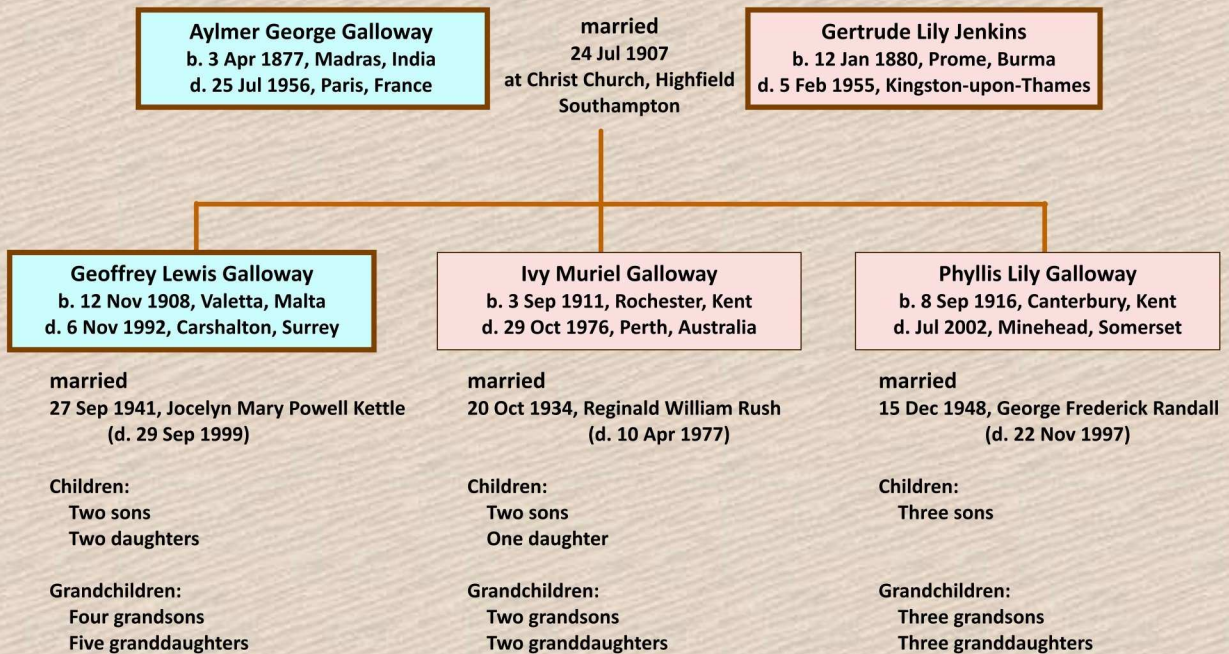 Aylmer George Galloway
b. 3 Apr 1877, Madras, India
d. 25 Jul 1956, Paris, France
married
24 Jul 1907
at Christ Church, Highfield
Southampton
Gertrude Lily Jenkins
b. 12 Jan 1880, Prome, Burma
d. 5 Feb 1955, Kingston-upon-Thames
Geoffrey Lewis Galloway
b. 12 Nov 1908, Valetta, Malta
d. 6 Nov 1992, Carshalton, Surrey
married
27 Sep 1941, Jocelyn Mary Powell Kettle
(d. 29 Sep 1999)
Children:
Two sons
Two daughters
Grandchildren:
Four grandsons
Five granddaughters
Ivy Muriel Galloway
b. 3 Sep 1911, Rochester, Kent
d. 29 Oct 1976, Perth, Australia
married
20 Oct 1934, Reginald William Rush
(d. 10 Apr 1977)
Children:
Two sons
One daughter
Grandchildren:
Two grandsons
Two granddaughters
Phyllis Lily Galloway
b. 8 Sep 1916, Canterbury, Kent
d. Jul 2002, Minehead, Somerset
married
15 Dec 1948, George Frederick Randall
(d. 22 Nov 1997)
Children:
Three sons
Grandchildren:
Three grandsons
Three granddaughters